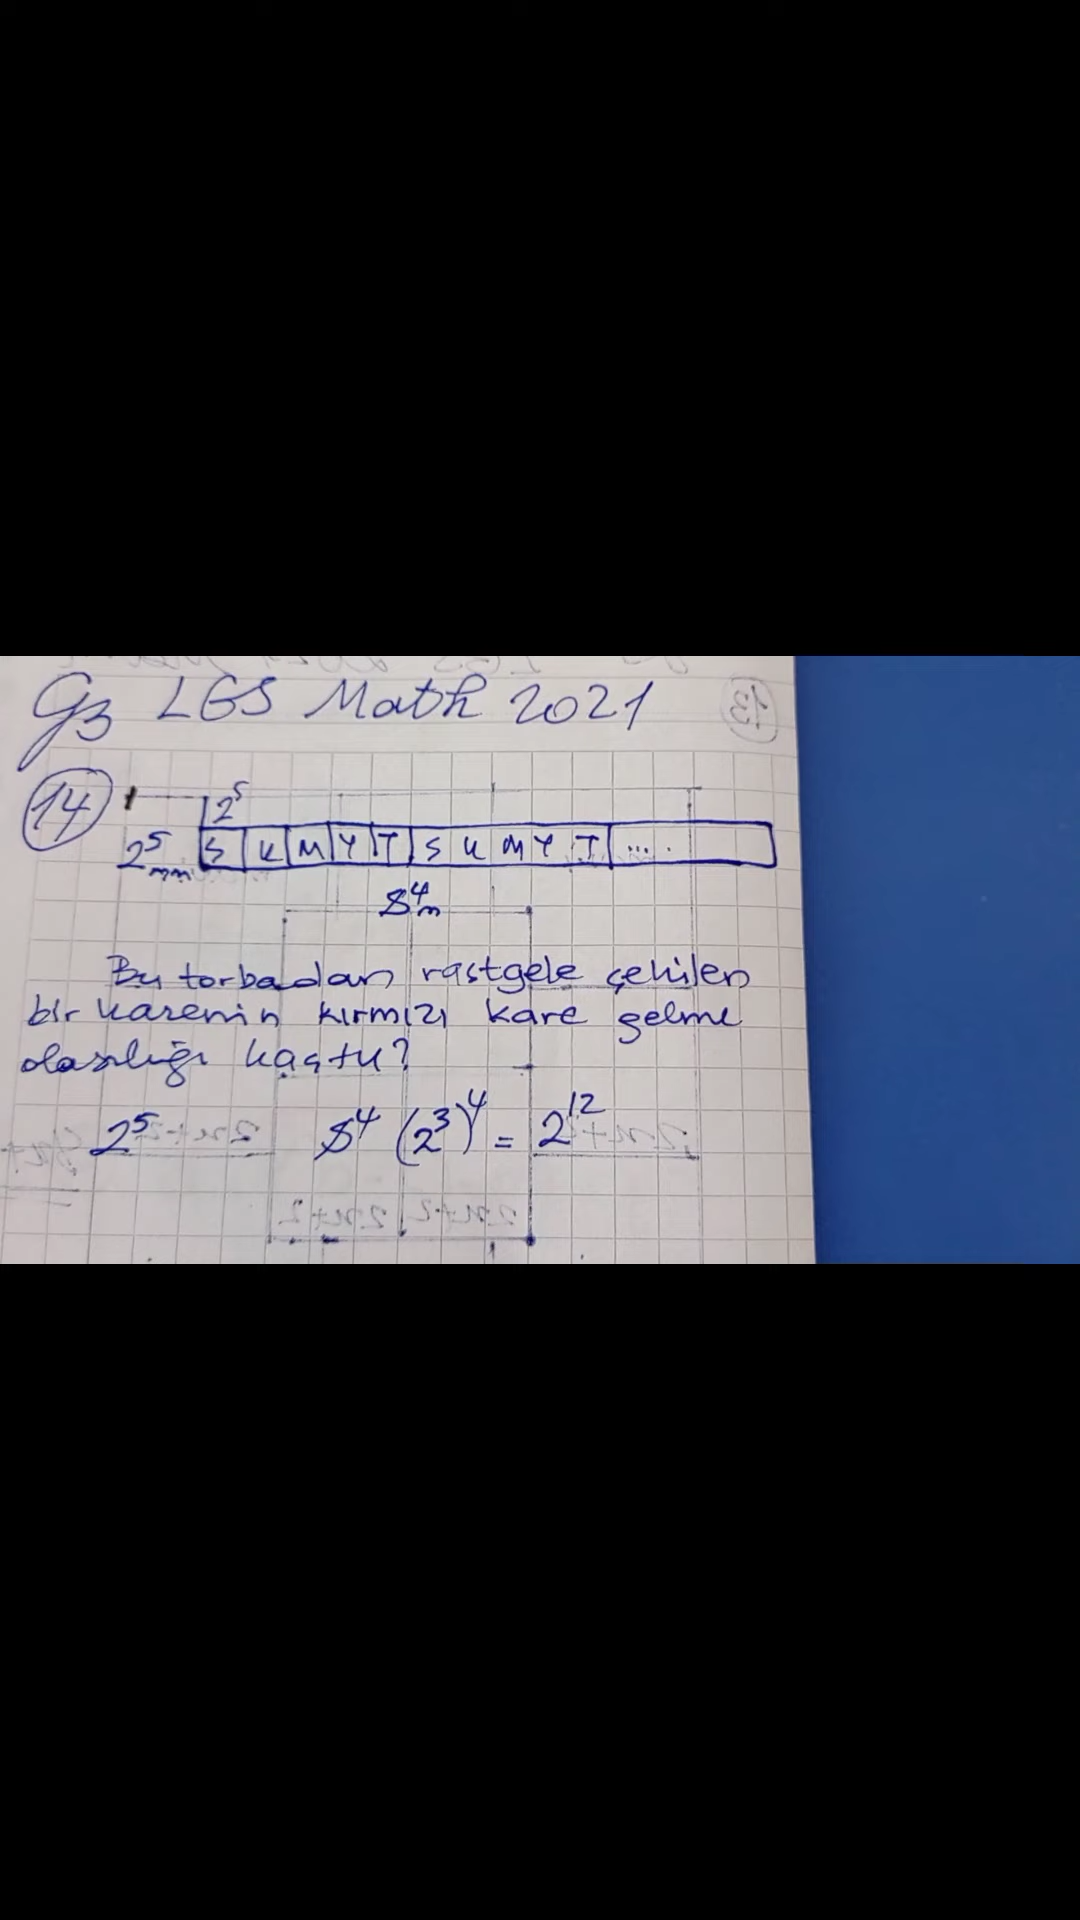 G3 LGS Math 2021
13
14
2⁵
2⁵ mm S K M Y T S K M Y T ....
8⁴ m
Bu torbadan rastgele çekilen
bir karenin kırmızı kare gelme
olasılığı kaçtır?
2⁵ 8⁴ (2³)⁴ = 2¹²